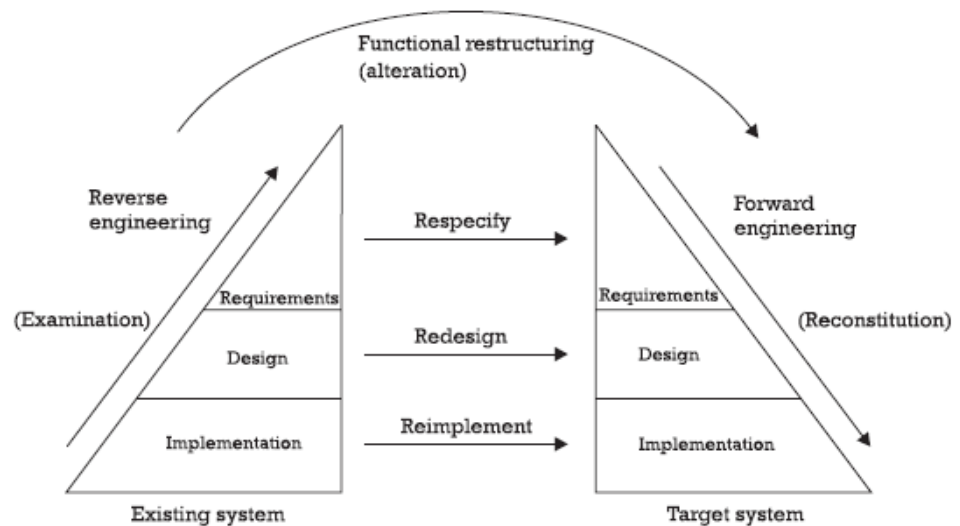 Functional restructuring
(alteration)
Reverse
engineering
Forward
engineering
Respecify
Requirements
Requirements
(Examination)
(Reconstitution)
Redesign
Design
Design
Reimplement
Implementation
Implementation
Existing system
Target system